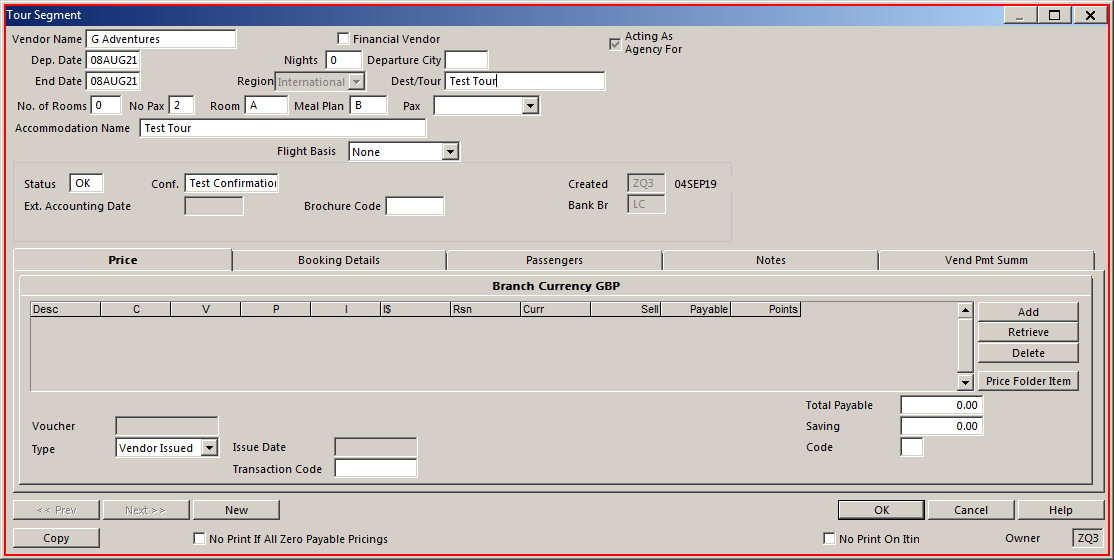 Tour Segment
Vendor Name G Adventures Financial Vendor Acting As Agency For
Dep. Date 08AUG21 Nights 0 Departure City
End Date 08AUG21 Region International Dest/Tour Test Tour
No. of Rooms 0 No Pax 2 Room A Meal Plan B Pax
Accommodation Name Test Tour
Flight Basis None
Status OK Conf. Test Confirmation Created ZQ3 04SEP19
Ext. Accounting Date Brochure Code Bank Br LC
Price Booking Details Passengers Notes Vend Pmt Summ
Branch Currency GBP
Desc C V P I I$ Rsn Curr Sell Payable Points
Add
Retrieve
Delete
Price Folder Item
Total Payable 0.00
Voucher Saving 0.00
Type Vendor Issued Issue Date Code
Transaction Code
<< Prev Next >> New OK Cancel Help
Copy No Print If All Zero Payable Pricings No Print On Itin Owner ZQ3